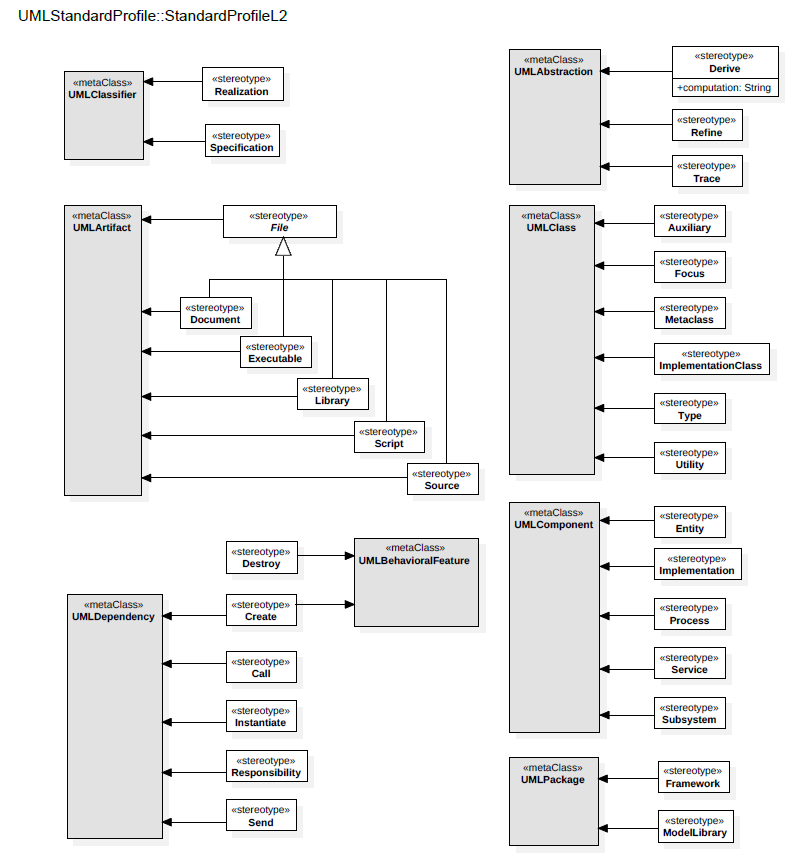 UMLStandardProfile::StandardProfileL2
«metaClass»
UMLClassifier
«stereotype»
Realization
«stereotype»
Specification
«metaClass»
UMLAbstraction
«stereotype»
Derive
+computation: String
«stereotype»
Refine
«stereotype»
Trace
«metaClass»
UMLArtifact
«stereotype»
File
«stereotype»
Document
«stereotype»
Executable
«stereotype»
Library
«stereotype»
Script
«stereotype»
Source
«metaClass»
UMLClass
«stereotype»
Auxiliary
«stereotype»
Focus
«stereotype»
Metaclass
«stereotype»
ImplementationClass
«stereotype»
Type
«stereotype»
Utility
«stereotype»
Destroy
«metaClass»
UMLBehavioralFeature
«metaClass»
UMLDependency
«stereotype»
Create
«stereotype»
Call
«stereotype»
Instantiate
«stereotype»
Responsibility
«stereotype»
Send
«metaClass»
UMLComponent
«stereotype»
Entity
«stereotype»
Implementation
«stereotype»
Process
«stereotype»
Service
«stereotype»
Subsystem
«metaClass»
UMLPackage
«stereotype»
Framework
«stereotype»
ModelLibrary